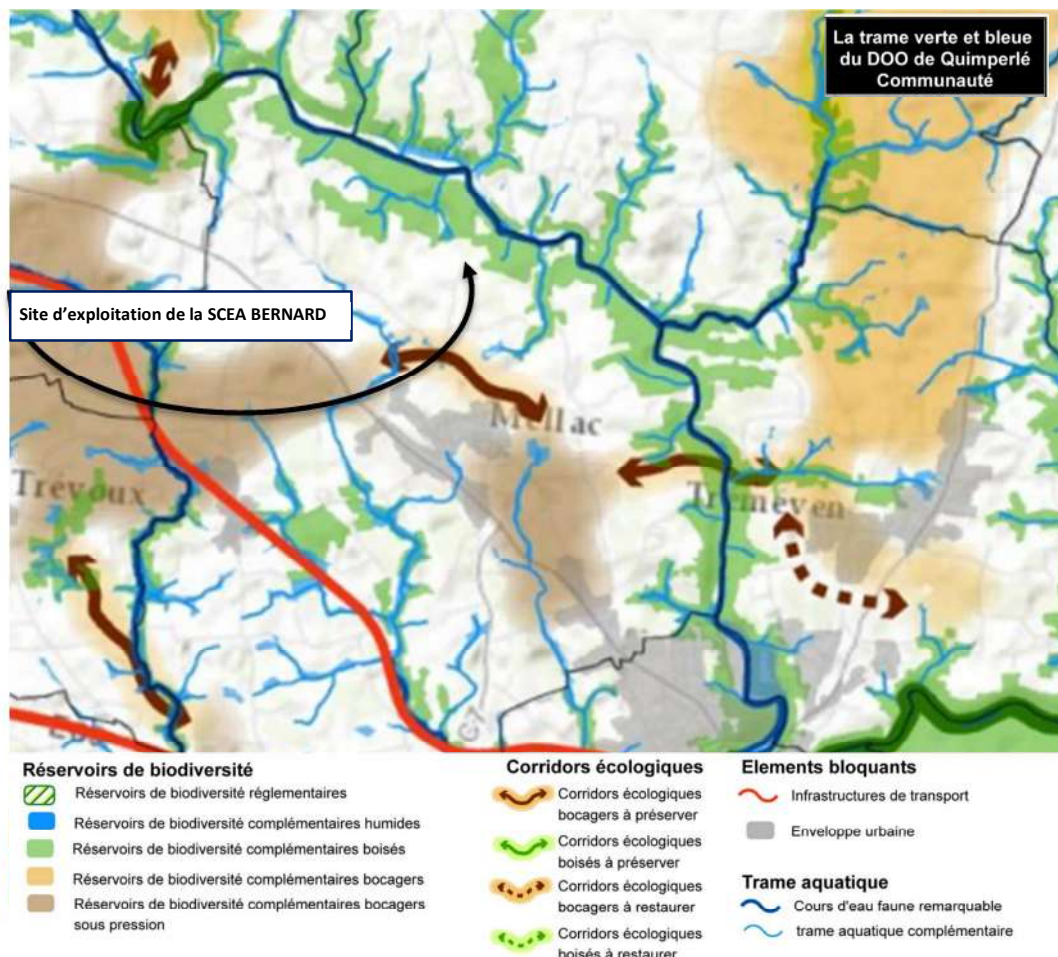 La trame verte et bleue
du DOO de Quimperlé
Communauté
Site d'exploitation de la SCEA BERNARD
Mellac
Trévoux
Tréméven
Réservoirs de biodiversité
Réservoirs de biodiversité réglementaires
Réservoirs de biodiversité complémentaires humides
Réservoirs de biodiversité complémentaires boisés
Réservoirs de biodiversité complémentaires bocagers
Réservoirs de biodiversité complémentaires bocagers
sous pression
Corridors écologiques
Corridors écologiques
bocagers à préserver
Corridors écologiques
boisés à préserver
Corridors écologiques
bocagers à restaurer
Corridors écologiques
boisés à restaurer
Elements bloquants
Infrastructures de transport
Enveloppe urbaine
Trame aquatique
Cours d'eau faune remarquable
trame aquatique complémentaire